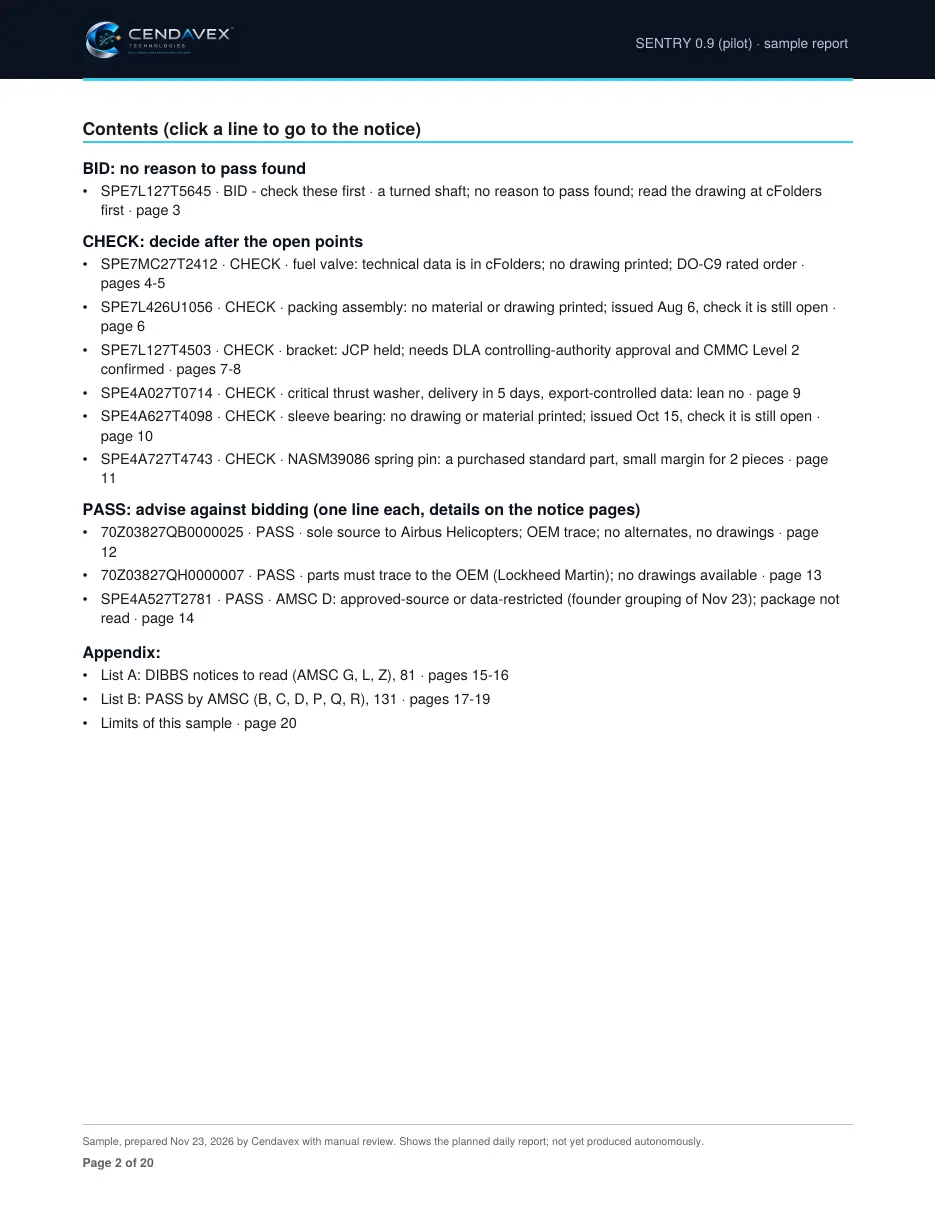 CENDAVEX
TECHNOLOGIES
SENTRY 0.9 (pilot) · sample report
Contents (click a line to go to the notice)
BID: no reason to pass found
• SPE7L127T5645 · BID - check these first · a turned shaft; no reason to pass found; read the drawing at cFolders
first · page 3
CHECK: decide after the open points
• SPE7MC27T2412 · CHECK · fuel valve: technical data is in cFolders; no drawing printed; DO-C9 rated order ·
pages 4-5
• SPE7L426U1056 · CHECK · packing assembly: no material or drawing printed; issued Aug 6, check it is still open ·
page 6
• SPE7L127T4503 · CHECK · bracket: JCP held; needs DLA controlling-authority approval and CMMC Level 2
confirmed · pages 7-8
• SPE4A027T0714 · CHECK · critical thrust washer, delivery in 5 days, export-controlled data: lean no · page 9
• SPE4A627T4098 · CHECK · sleeve bearing: no drawing or material printed; issued Oct 15, check it is still open ·
page 10
• SPE4A727T4743 · CHECK · NASM39086 spring pin: a purchased standard part, small margin for 2 pieces · page
11
PASS: advise against bidding (one line each, details on the notice pages)
• 70Z03827QB0000025 · PASS · sole source to Airbus Helicopters; OEM trace; no alternates, no drawings · page
12
• 70Z03827QH0000007 · PASS · parts must trace to the OEM (Lockheed Martin); no drawings available · page 13
• SPE4A527T2781 · PASS · AMSC D: approved-source or data-restricted (founder grouping of Nov 23); package not
read · page 14
Appendix:
• List A: DIBBS notices to read (AMSC G, L, Z), 81 · pages 15-16
• List B: PASS by AMSC (B, C, D, P, Q, R), 131 · pages 17-19
• Limits of this sample · page 20
Sample, prepared Nov 23, 2026 by Cendavex with manual review. Shows the planned daily report; not yet produced autonomously.
Page 2 of 20